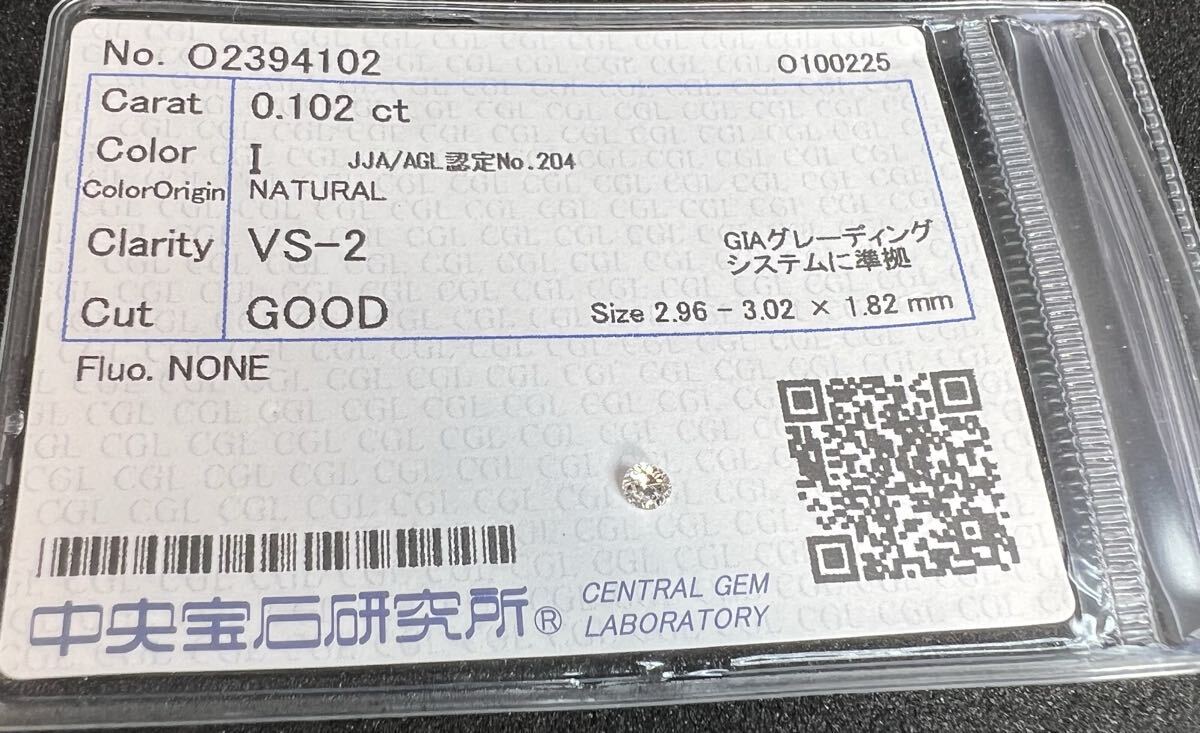 No. O2394102
O100225
Carat 0.102 ct
Color I JJA/AGL認定No.204
ColorOrigin NATURAL
Clarity VS-2
GIAグレーディング
システムに準拠
Cut GOOD Size 2.96 - 3.02 × 1.82 mm
Fluo. NONE
中央宝石研究所® CENTRAL GEM
LABORATORY